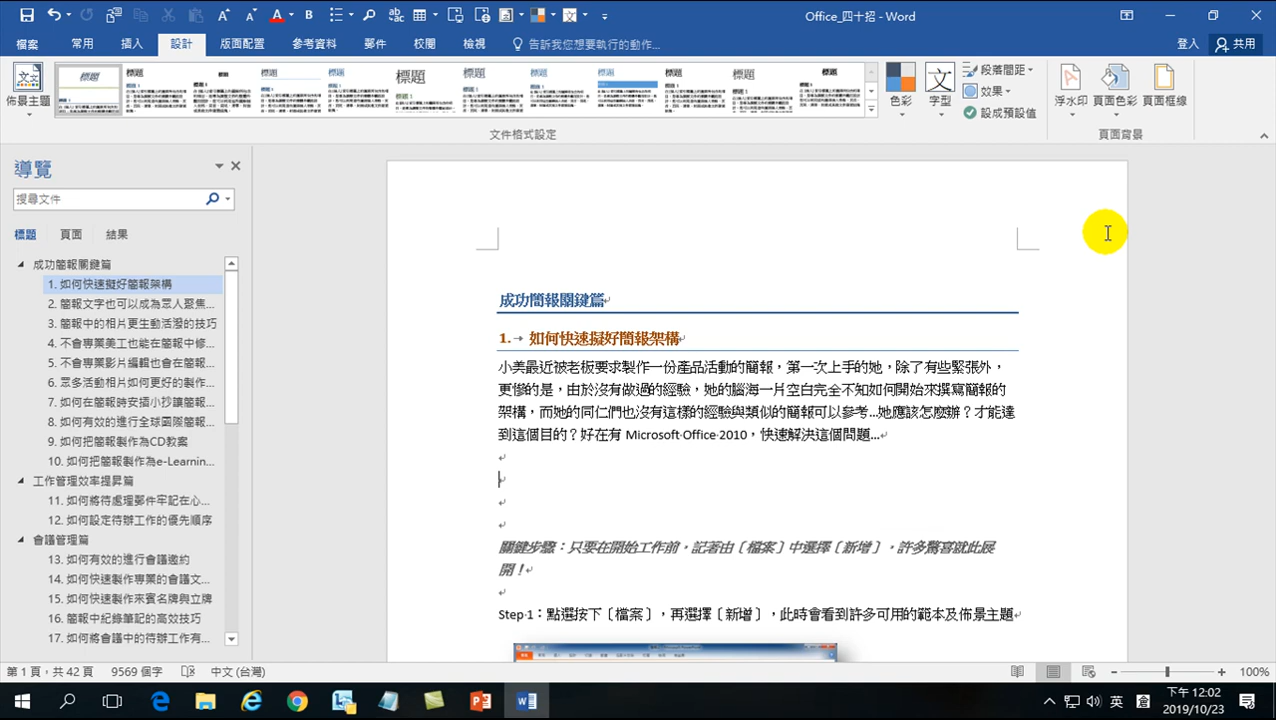 Office_四十招 - Word
檔案 常用 插入 設計 版面配置 參考資料 郵件 校閱 檢視 告訴我您想要執行的動作... 登入 共用
佈景主題
標題 標題 標題 標題 標題 標題 標題 標題 標題 標題 標題 標題
色彩 字型 段落間距 效果 設成預設值
浮水印 頁面色彩 頁面框線
文件格式設定 頁面背景
導覽
搜尋文件
標題 頁面 結果
成功簡報關鍵篇
1. 如何快速擬好簡報架構
2. 簡報文字也可以成為眾人聚焦...
3. 簡報中的相片更生動活潑的技巧
4. 不會專業美工也能在簡報中修...
5. 不會專業影片編輯也會在簡報...
6. 眾多活動相片如何更好的製作...
7. 如何在簡報時安插小抄讓簡報...
8. 如何有效的進行全球國際簡報...
9. 如何把簡報製作為CD教案
10. 如何把簡報製作為e-Learnin...
工作管理效率提昇篇
11. 如何將待處理郵件牢記在心...
12. 如何設定待辦工作的優先順序
會議管理篇
13. 如何有效的進行會議邀約
14. 如何快速製作專業的會議文...
15. 如何快速製作來賓名牌與立牌
16. 會議中紀錄筆記的高效技巧
17. 如何將會議中的待辦工作有...
成功簡報關鍵篇
1. 如何快速擬好簡報架構
小美最近被老板要求製作一份產品活動的簡報，第一次上手的她，除了有些緊張外，
更慘的是，由於沒有做過的經驗，她的腦海一片空白完全不知如何開始來撰寫簡報的
架構，而她的同仁們也沒有這樣的經驗與類似的簡報可以參考…她應該怎麼辦？才能達
到這個目的？好在有 Microsoft·Office·2010，快速解決這個問題…
關鍵步驟：只要在開始工作前，記著由〔檔案〕中選擇〔新增〕，許多驚喜就此展
開！
Step·1：點選按下〔檔案〕，再選擇〔新增〕，此時會看到許多可用的範本及佈景主題
第 1 頁，共 42 頁 9569 個字 中文 (台灣) 100%
英 下午 12:02
2019/10/23